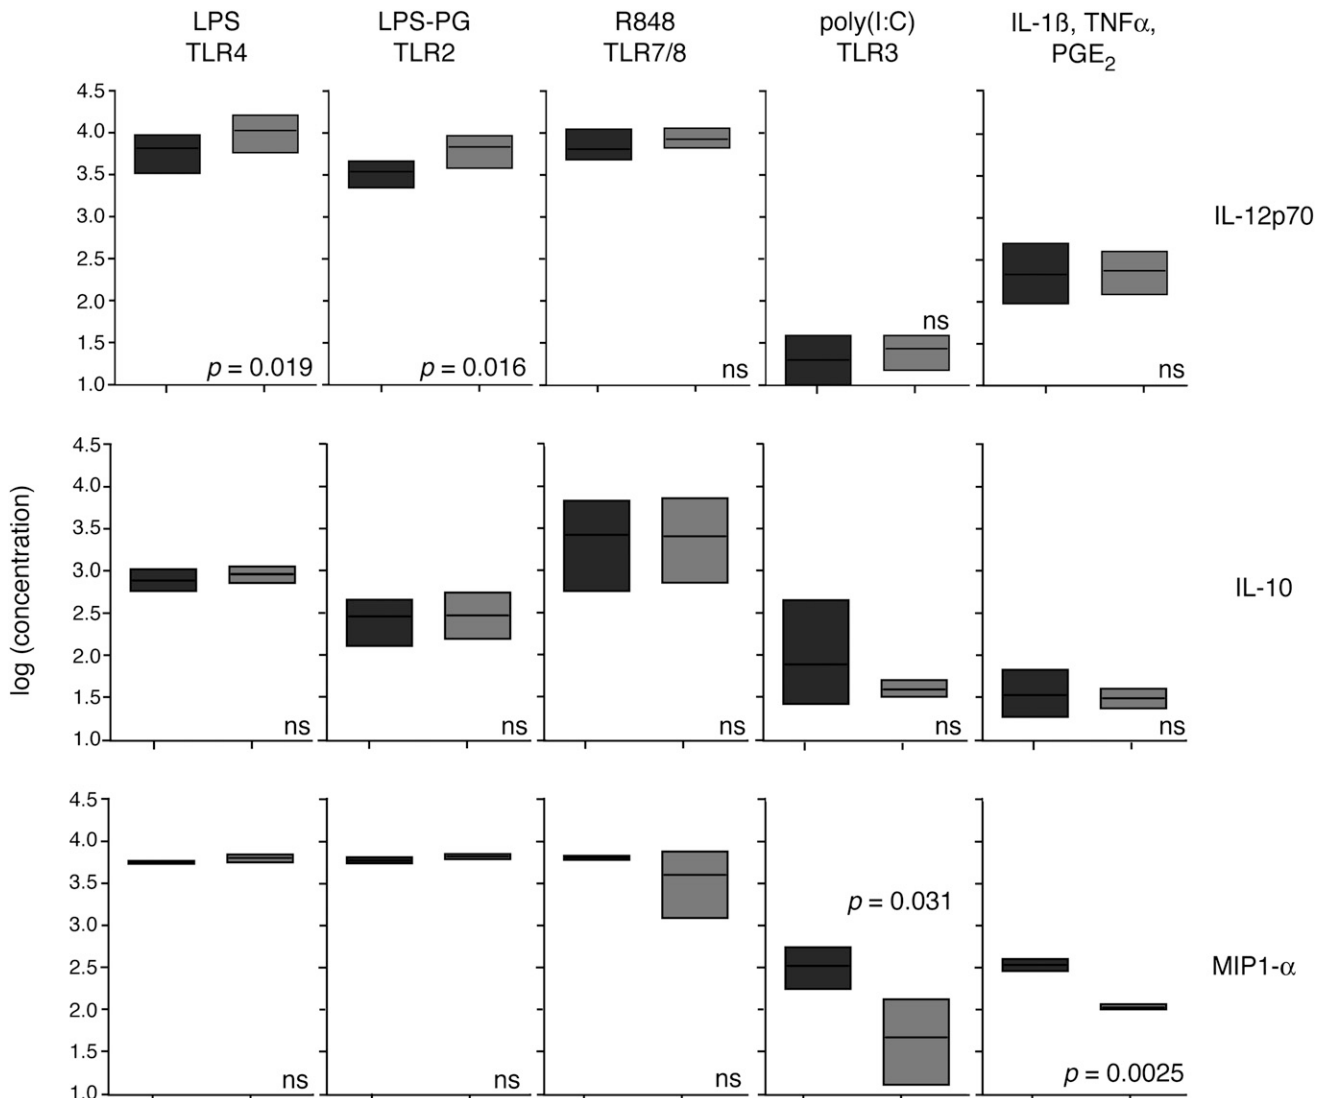 LPS
TLR4
LPS-PG
TLR2
R848
TLR7/8
poly(I:C)
TLR3
IL-1ß, TNFα,
PGE2
4.5
4.0
3.5
3.0
2.5
2.0
1.5
1.0
p = 0.019
p = 0.016
ns
ns
ns
IL-12p70
log (concentration)
4.5
4.0
3.5
3.0
2.5
2.0
1.5
1.0
ns
ns
ns
ns
ns
IL-10
4.5
4.0
3.5
3.0
2.5
2.0
1.5
1.0
ns
ns
ns
p = 0.031
p = 0.0025
MIP1-α